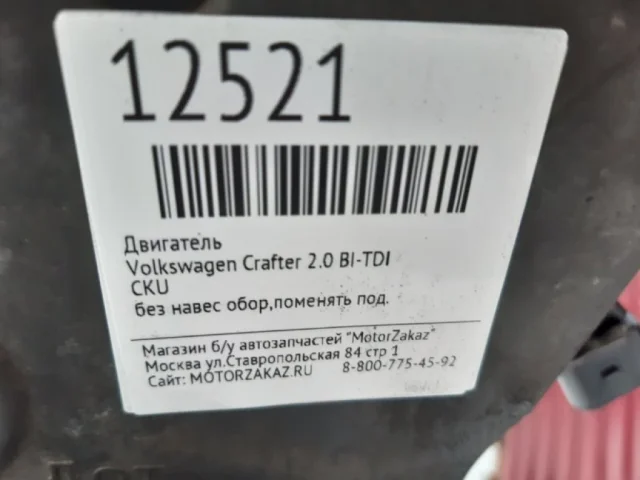 12521
Двигатель
Volkswagen Crafter 2.0 BI-TDI
CKU
без навес обор,поменять под.
Магазин б/у автозапчастей "MotorZakaz"
Москва ул.Ставропольская 84 стр 1
Сайт: MOTORZAKAZ.RU 8-800-775-45-92